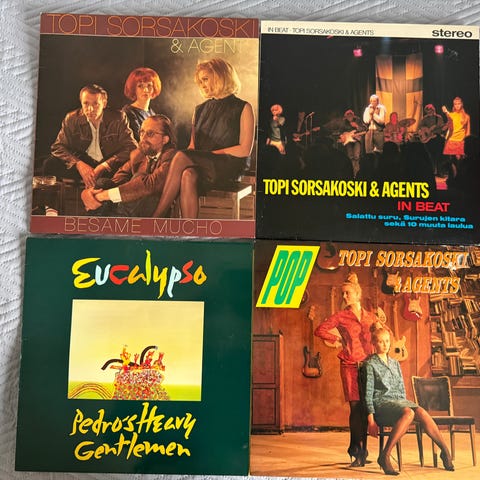 TOPI SORSAKOSKI
& AGENTS
BESAME MUCHO
IN BEAT · TOPI SORSAKOSKI & AGENTS
stereo
TOPI SORSAKOSKI & AGENTS
IN BEAT
Salattu suru, Surujen kitara
sekä 10 muuta laulua
Eucalypso
Pedro's Heavy
Gentlemen
POP
TOPI SORSAKOSKI
& AGENTS